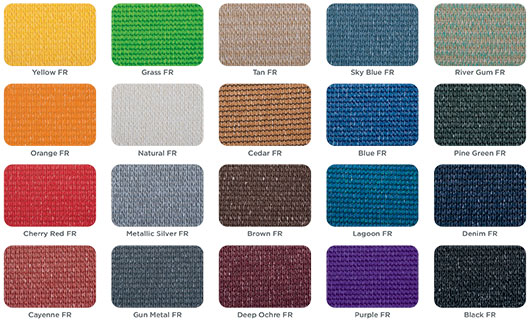 Yellow FR
Grass FR
Tan FR
Sky Blue FR
River Gum FR
Orange FR
Natural FR
Cedar FR
Blue FR
Pine Green FR
Cherry Red FR
Metallic Silver FR
Brown FR
Lagoon FR
Denim FR
Cayenne FR
Gun Metal FR
Deep Ochre FR
Purple FR
Black FR